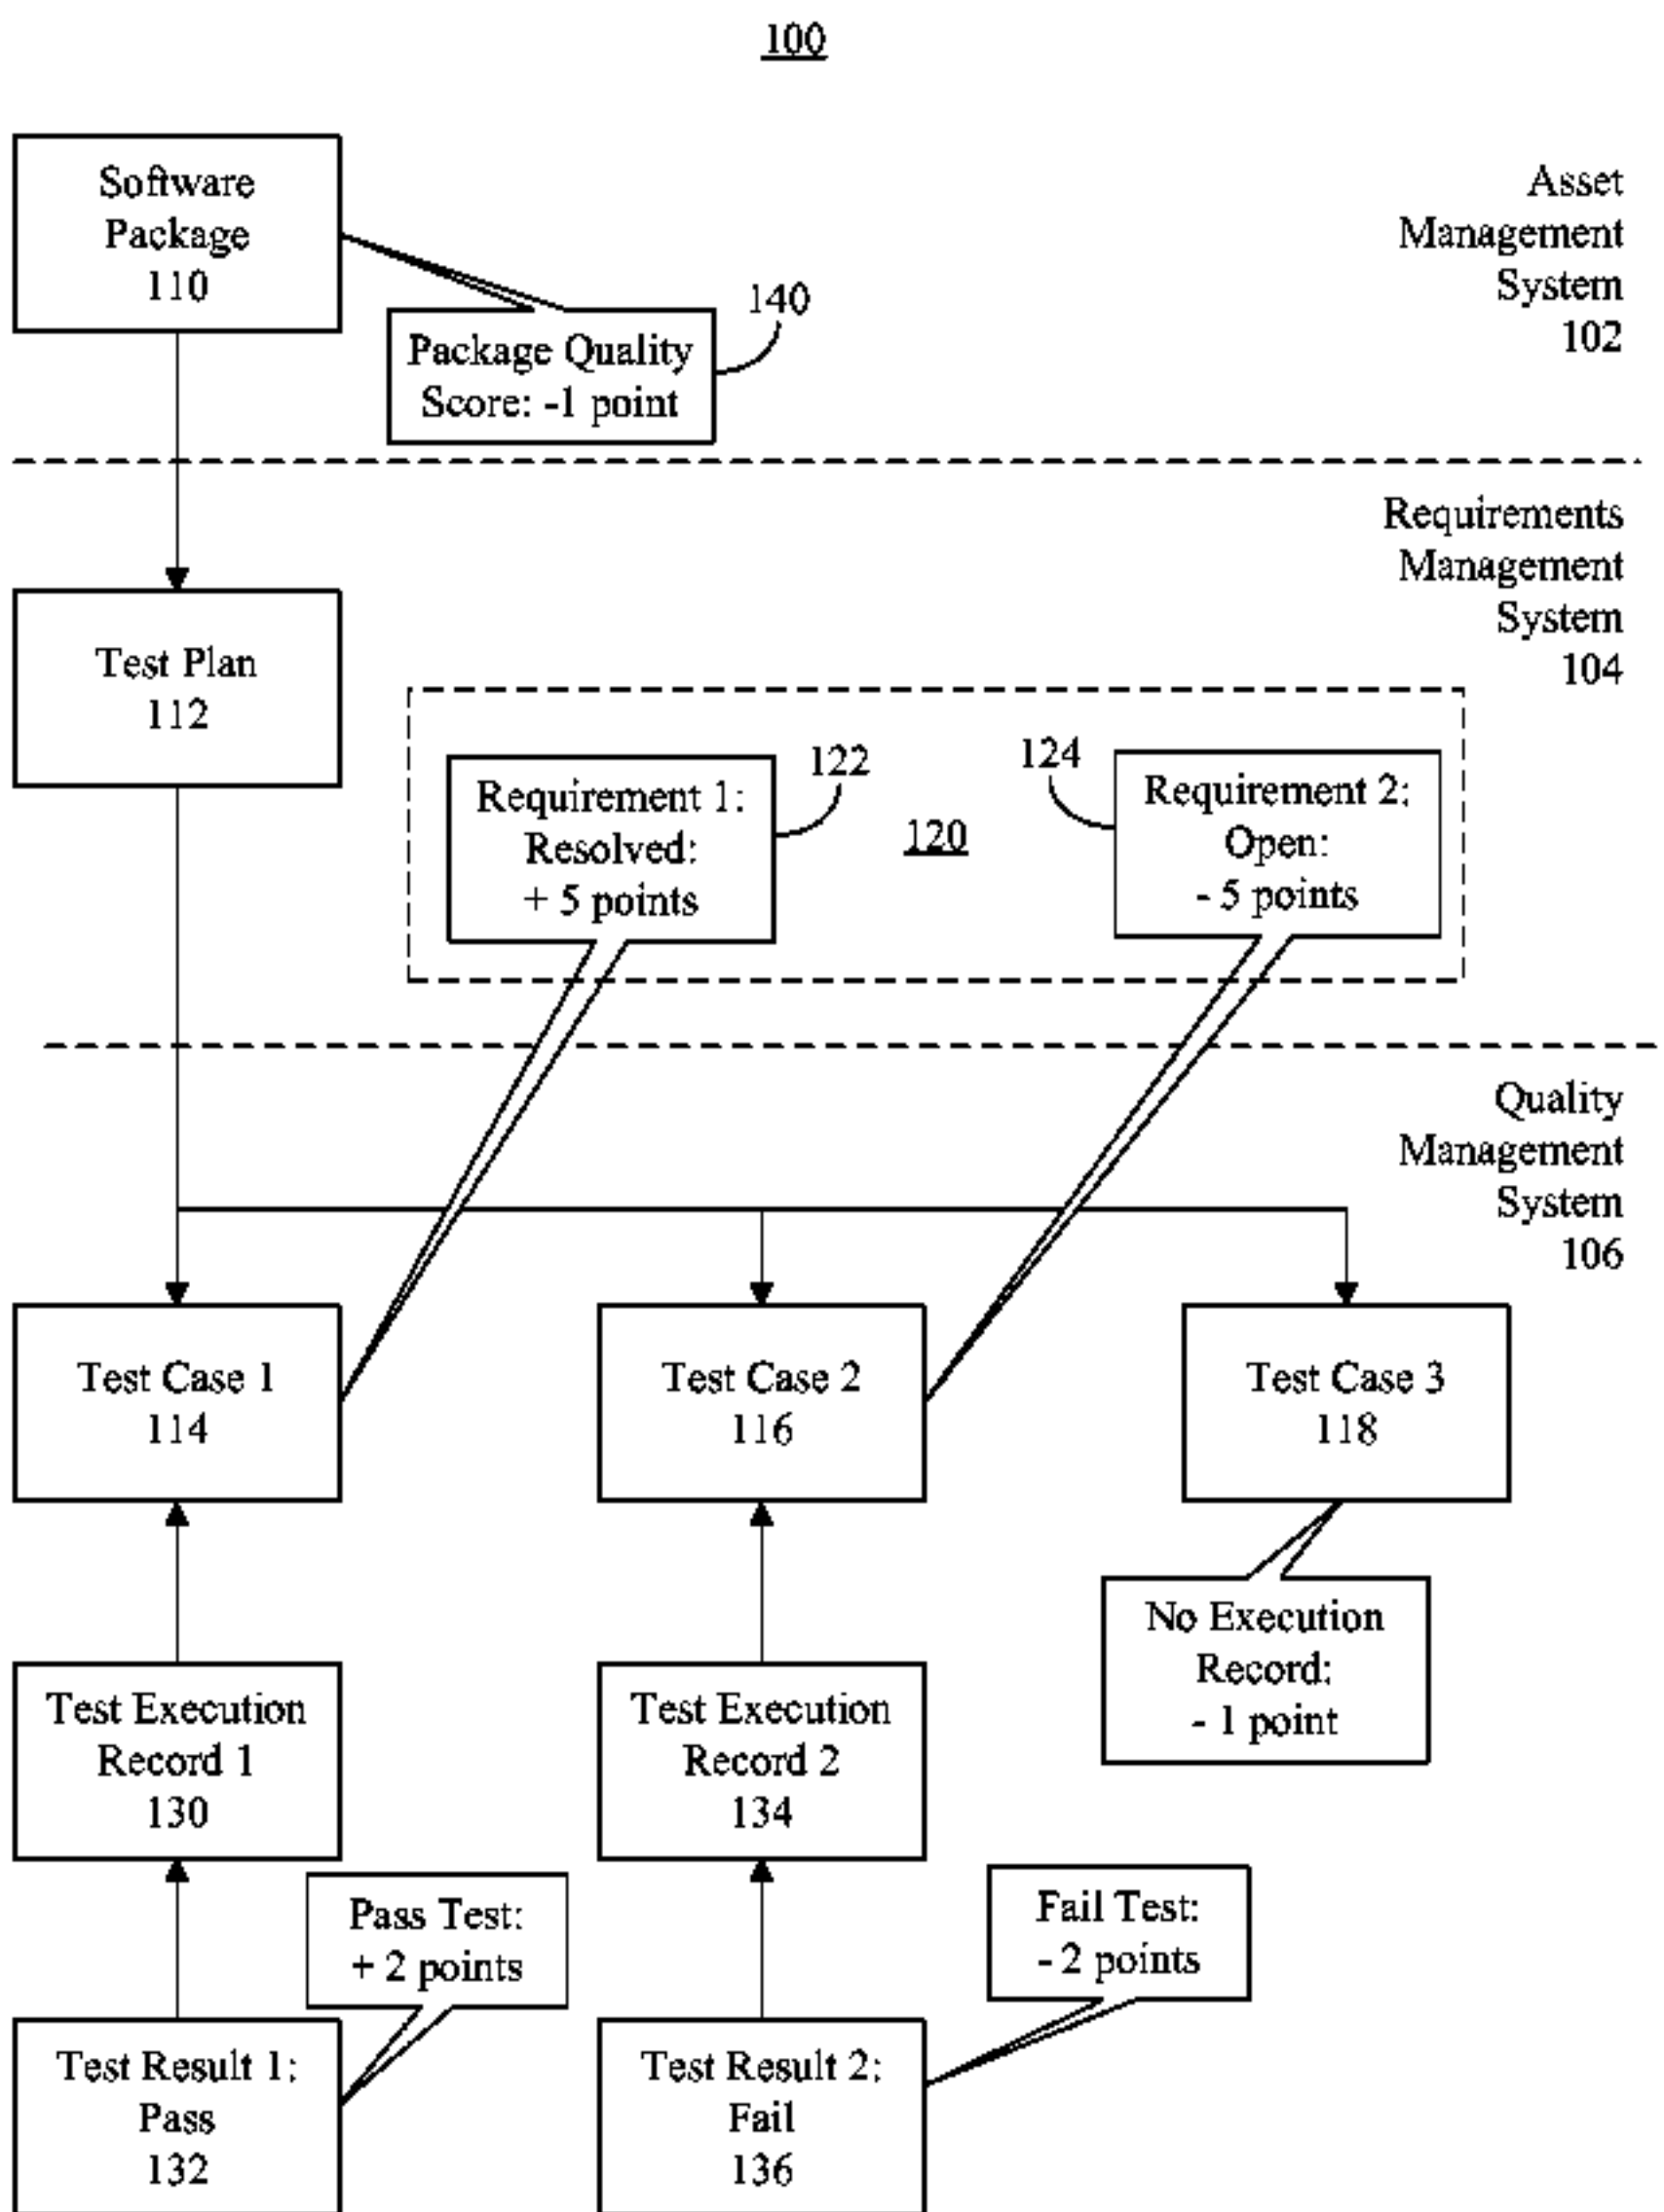 100
Software
Package
110
Asset
Management
System
102
140
Package Quality
Score: -1 point
Requirements
Management
System
104
Test Plan
112
122
124
Requirement 1:
Resolved:
+ 5 points
120
Requirement 2:
Open:
- 5 points
Quality
Management
System
106
Test Case 1
114
Test Case 2
116
Test Case 3
118
No Execution
Record:
- 1 point
Test Execution
Record 1
130
Test Execution
Record 2
134
Pass Test:
+ 2 points
Fail Test:
- 2 points
Test Result 1:
Pass
132
Test Result 2:
Fail
136